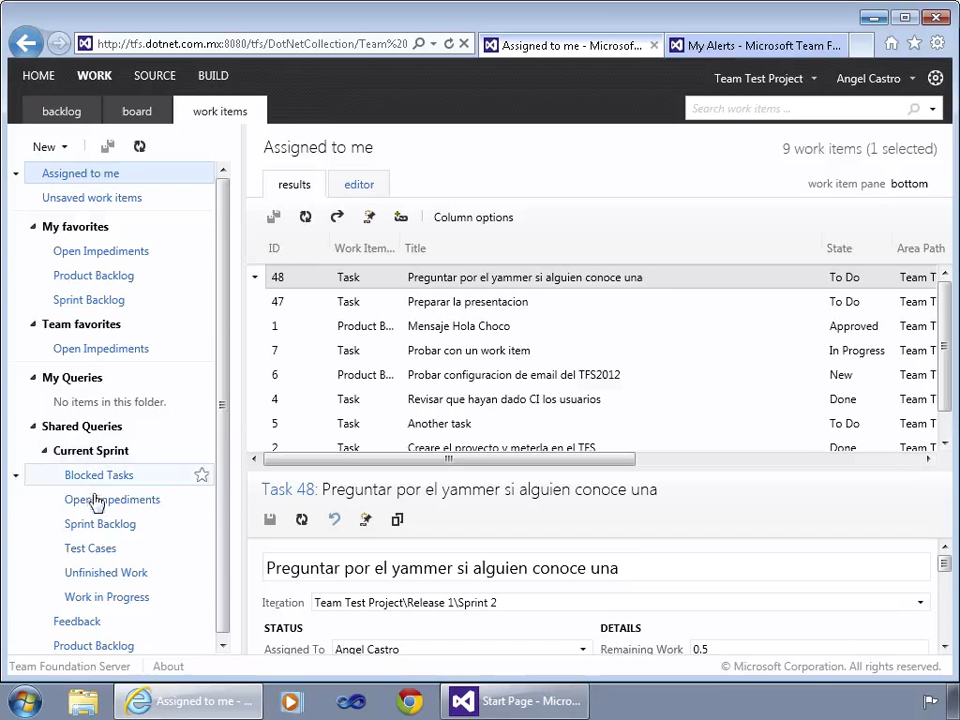 http://tfs.dotnet.com.mx:8080/tfs/DotNetCollection/Team%20
Assigned to me - Microsof...
My Alerts - Microsoft Team F...
HOME
WORK
SOURCE
BUILD
Team Test Project
Angel Castro
backlog
board
work items
Search work items ...
New
Assigned to me
9 work items (1 selected)
Assigned to me
Unsaved work items
My favorites
Open Impediments
Product Backlog
Sprint Backlog
Team favorites
Open Impediments
My Queries
No items in this folder.
Shared Queries
Current Sprint
Blocked Tasks
Open Impediments
Sprint Backlog
Test Cases
Unfinished Work
Work in Progress
Feedback
Product Backlog
results
editor
work item pane bottom
Column options
ID Work Item... Title State Area Path
48 Task Preguntar por el yammer si alguien conoce una To Do Team T
47 Task Preparar la presentacion To Do Team T
1 Product B... Mensaje Hola Choco Approved Team T
7 Task Probar con un work item In Progress Team T
6 Product B... Probar configuracion de email del TFS2012 New Team T
4 Task Revisar que hayan dado CI los usuarios Done Team T
5 Task Another task To Do Team T
2 Task Creare el proyecto y meterla en el TFS Done Team T
Task 48: Preguntar por el yammer si alguien conoce una
Preguntar por el yammer si alguien conoce una
Iteration Team Test Project\Release 1\Sprint 2
STATUS DETAILS
Assigned To Angel Castro Remaining Work 0.5
Team Foundation Server About © Microsoft Corporation. All rights reserved.
Assigned to me - ...
Start Page - Micro...